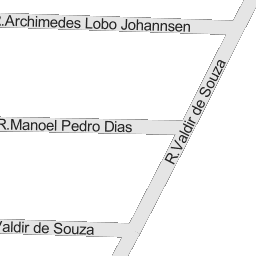 R.Archimedes Lobo Johannsen
R.Manoel Pedro Dias
R.Valdir de Souza
Valdir de Souza